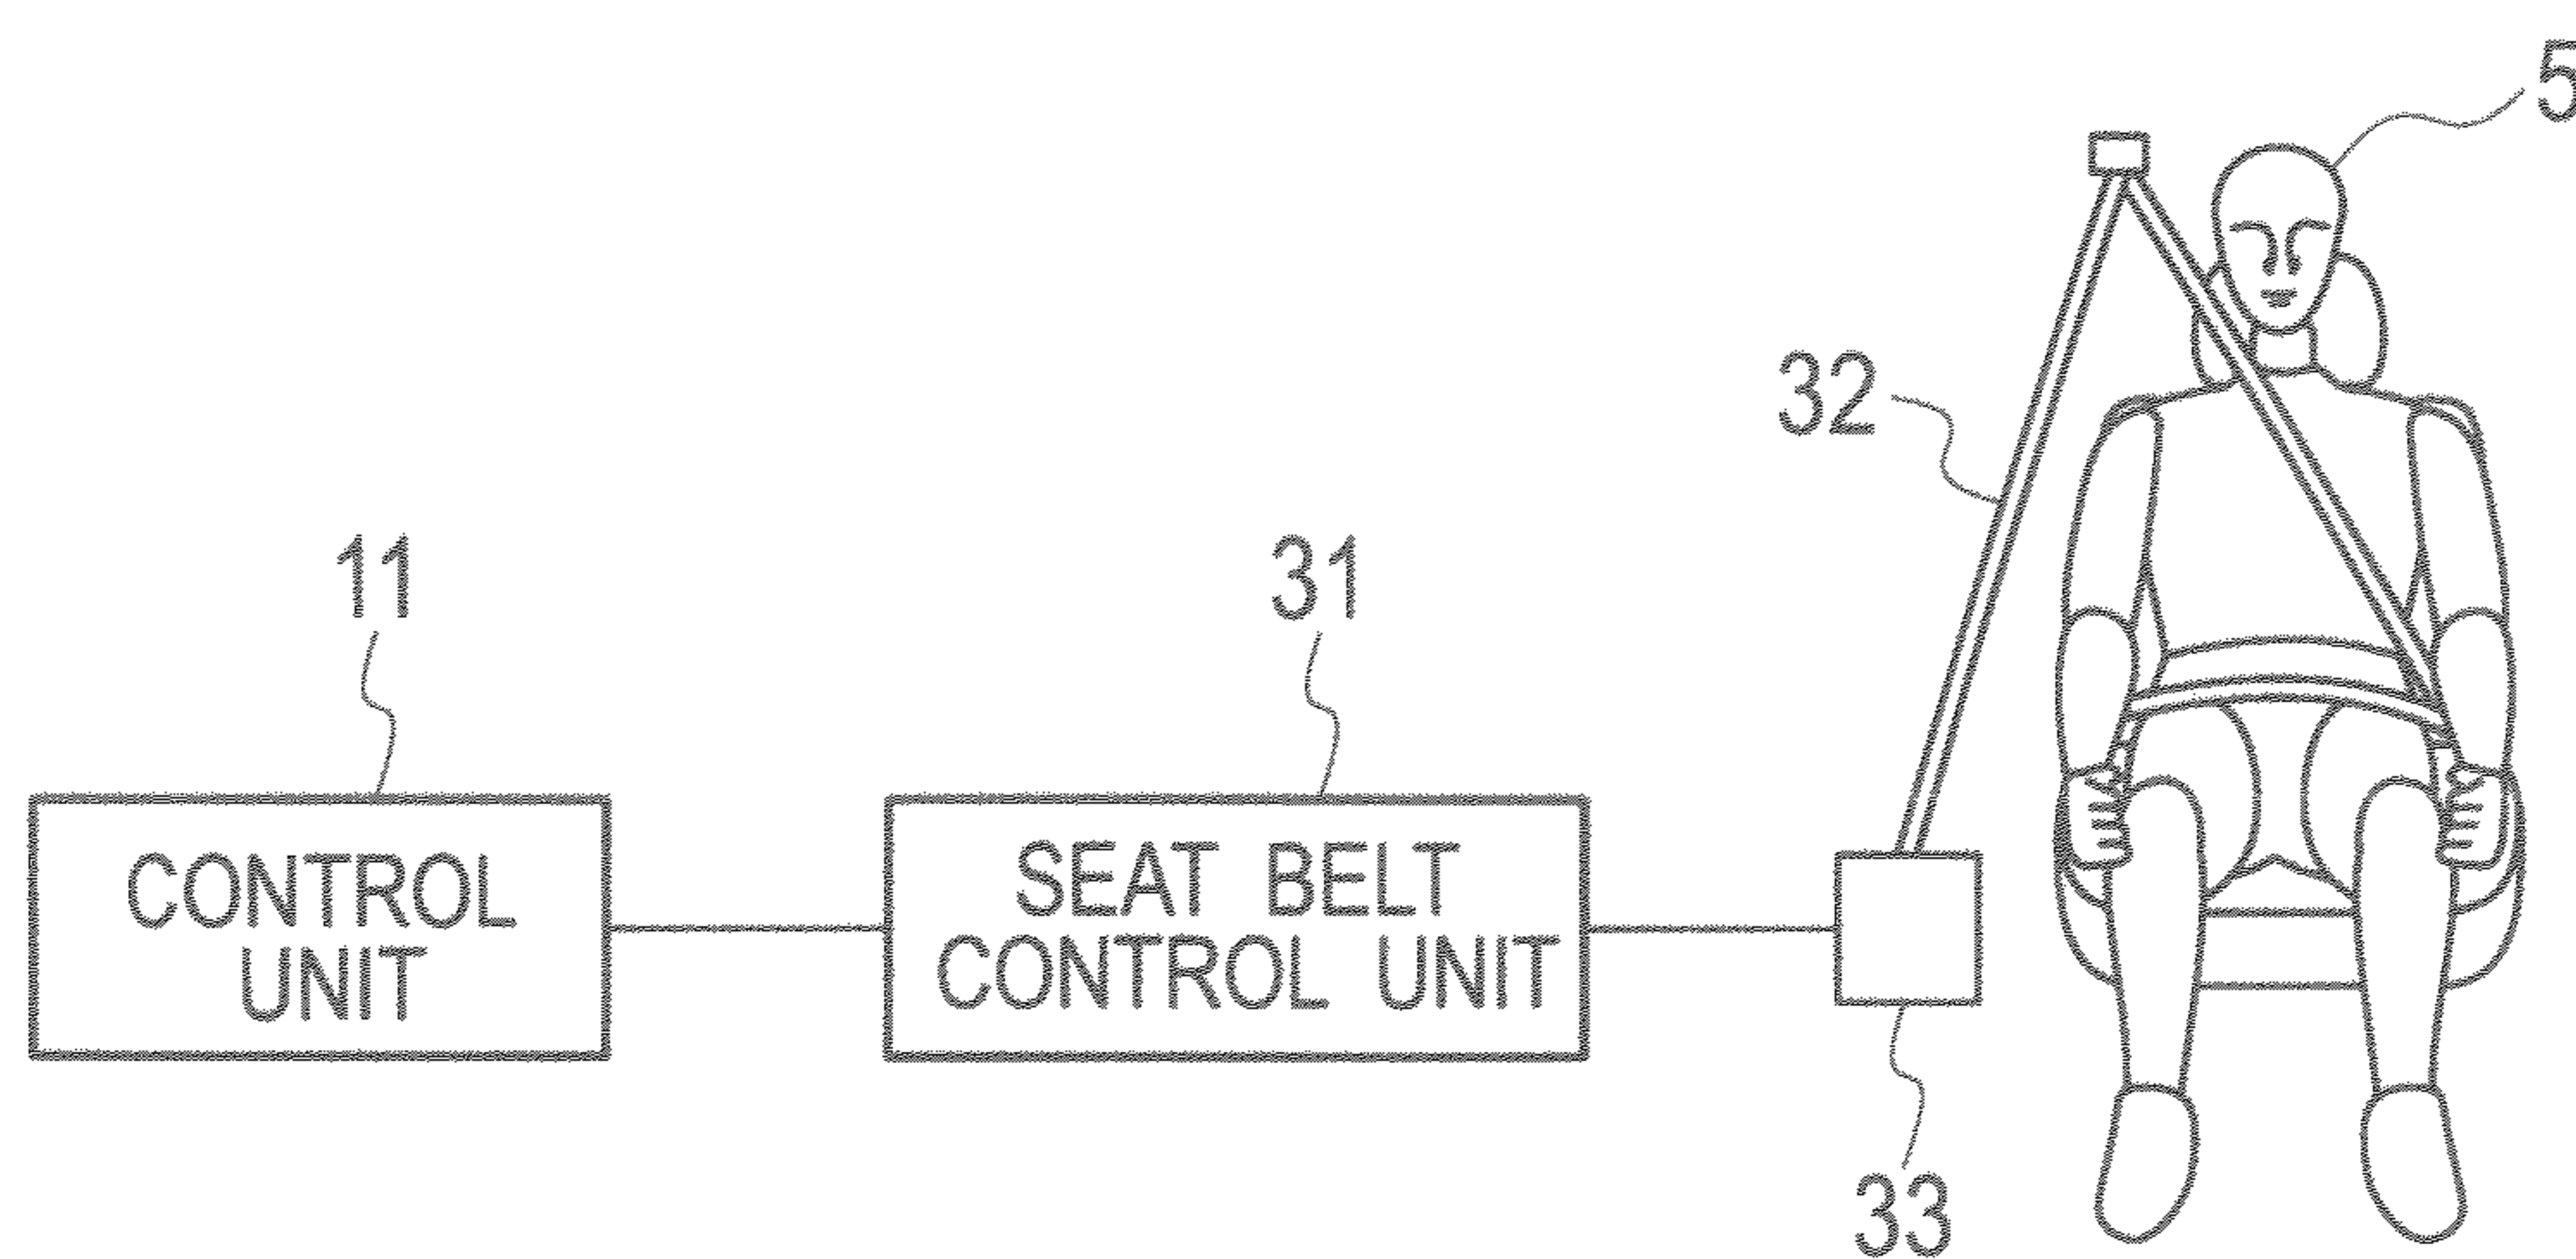 5
32
11
31
CONTROL
UNIT
SEAT BELT
CONTROL UNIT
33